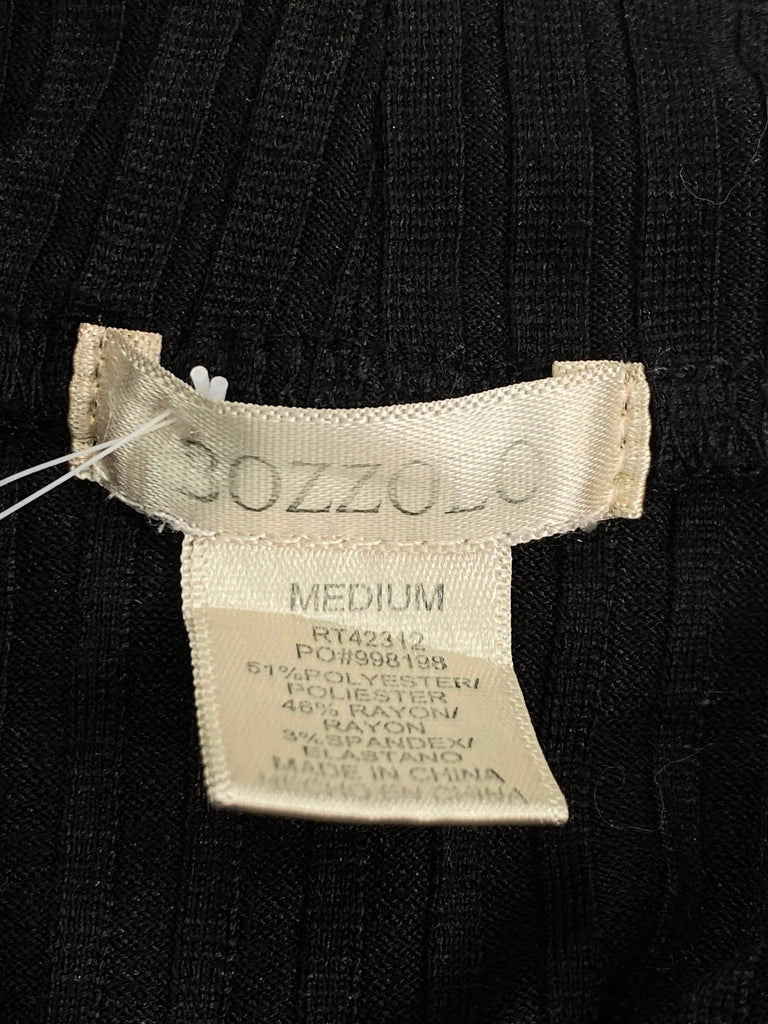 BOZZOLO
MEDIUM
RT42312
PO#998198
51%POLYESTER/
POLIESTER
46% RAYON/
RAYON
3%SPANDEX/
ELASTANO
MADE IN CHINA
HECHO EN CHINA